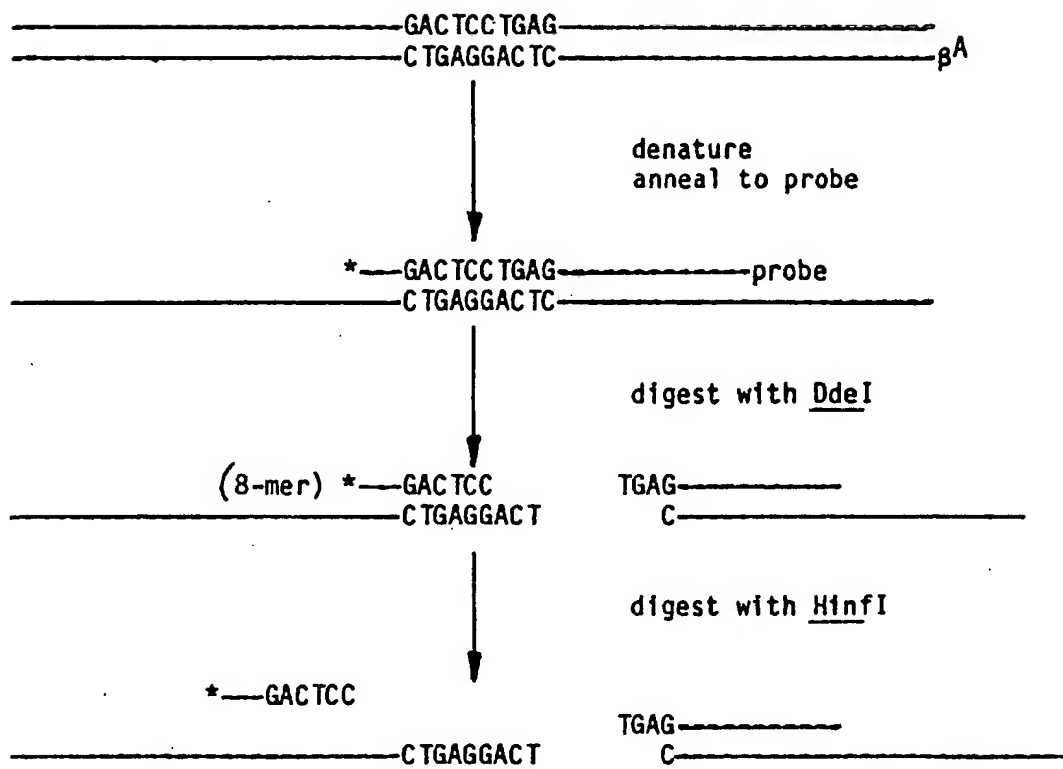 GACTCCTGAG
CTGAGGACTC βA
denature
anneal to probe
*GACTCCTGAG probe
CTGAGGACTC
digest with DdeI
(8-mer) *GACTCC TGAG
CTGAGGACT C
digest with HinfI
*GACTCC
TGAG
CTGAGGACT C